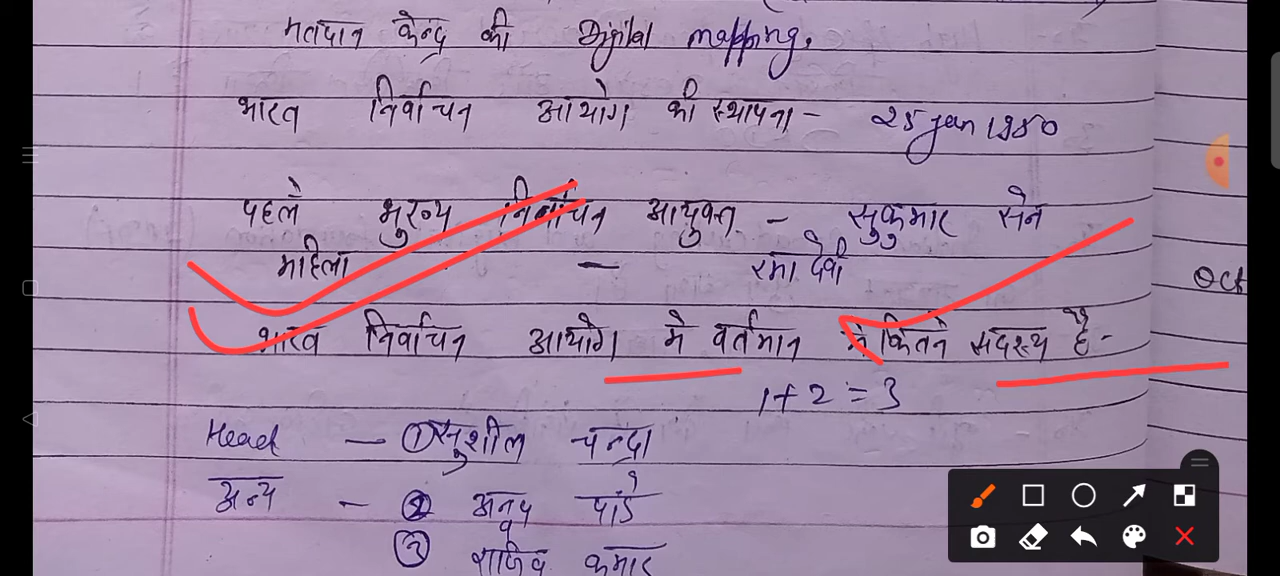 मतदान केन्द्र की Digital mapping.
भारत निर्वाचन आयोग की स्थापना - 25 Jan 1950
पहले मुख्य निर्वाचन आयुक्त - सुकुमार सेन
महिला - रमा देवी
Oct
भारत निर्वाचन आयोग मे वर्तमान मे कितने सदस्य है -
1+2=3
Head - ① सुशील चन्द्रा
अन्य - ② अनूप पांडे
③ राजिव कुमार